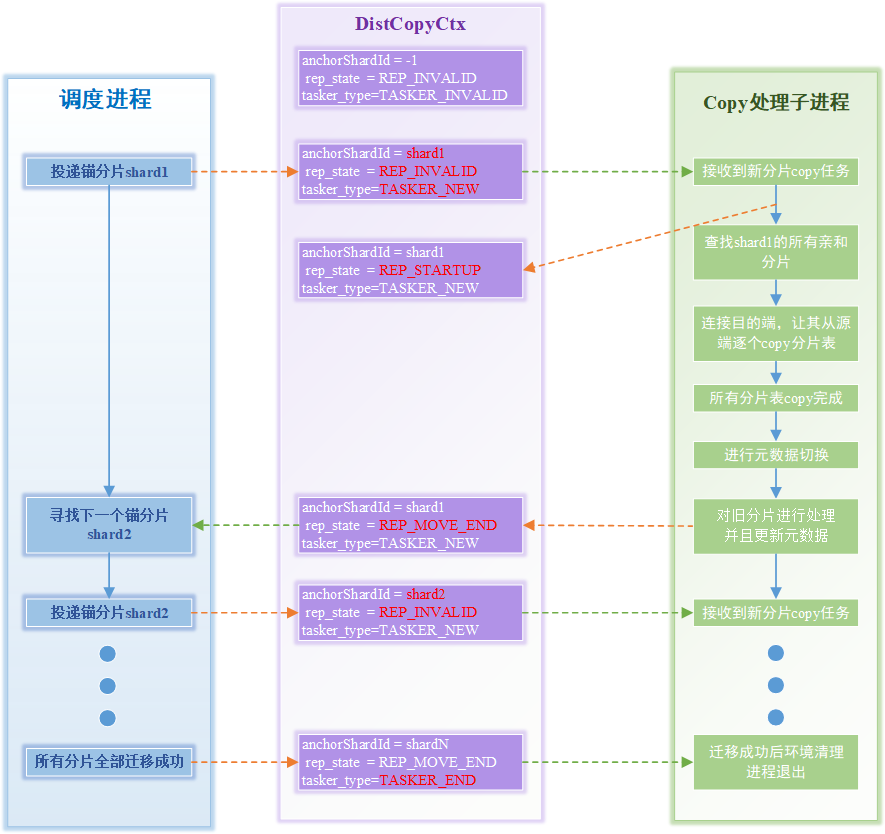 DistCopyCtx
anchorShardId = -1
rep_state = REP_INVALID
tasker_type=TASKER_INVALID
调度进程
Copy处理子进程
投递锚分片shard1
anchorShardId = shard1
rep_state = REP_INVALID
tasker_type=TASKER_NEW
接收到新分片copy任务
anchorShardId = shard1
rep_state = REP_STARTUP
tasker_type=TASKER_NEW
查找shard1的所有亲和
分片
连接目的端，让其从源
端逐个copy分片表
所有分片表copy完成
进行元数据切换
寻找下一个锚分片
shard2
anchorShardId = shard1
rep_state = REP_MOVE_END
tasker_type=TASKER_NEW
对旧分片进行处理
并且更新元数据
投递锚分片shard2
anchorShardId = shard2
rep_state = REP_INVALID
tasker_type=TASKER_NEW
接收到新分片copy任务
所有分片全部迁移成功
anchorShardId = shardN
rep_state = REP_MOVE_END
tasker_type=TASKER_END
迁移成功后环境清理
进程退出